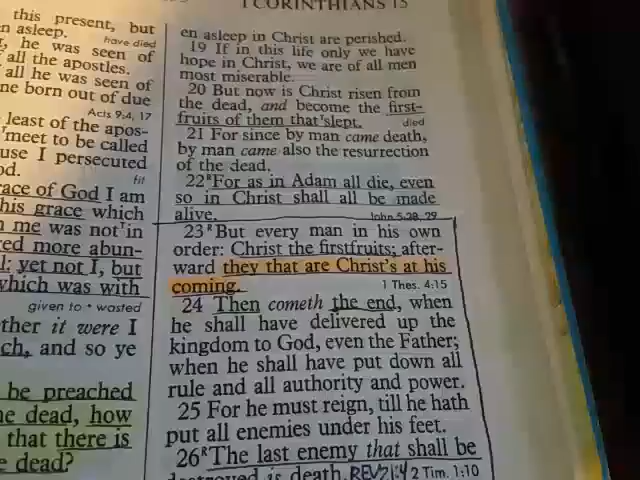 1 CORINTHIANS 15
this present, but
n asleep.
have died
, he was seen of
all the apostles.
all he was seen of
ne born out of due
Acts 9:4, 17
least of the apos-
meet to be called
use I persecuted
od.
fit
race of God I am
his grace which
n me was not in
red more abun-
l: yet not I, but
which was with
given to • wasted
ther it were I
ch, and so ye
be preached
he dead, how
that there is
e dead?
en asleep in Christ are perished.
19 If in this life only we have
hope in Christ, we are of all men
most miserable.
20 But now is Christ risen from
the dead, and become the first-
fruits of them that slept.
died
21 For since by man came death,
by man came also the resurrection
of the dead.
22 R For as in Adam all die, even
so in Christ shall all be made
alive.
John 5:28, 29
23 R But every man in his own
order: Christ the firstfruits; after-
ward they that are Christ's at his
coming.
1 Thes. 4:15
24 Then cometh the end, when
he shall have delivered up the
kingdom to God, even the Father;
when he shall have put down all
rule and all authority and power.
25 For he must reign, till he hath
put all enemies under his feet.
26 R The last enemy that shall be
destroyed is death. REV 21:4 2 Tim. 1:10